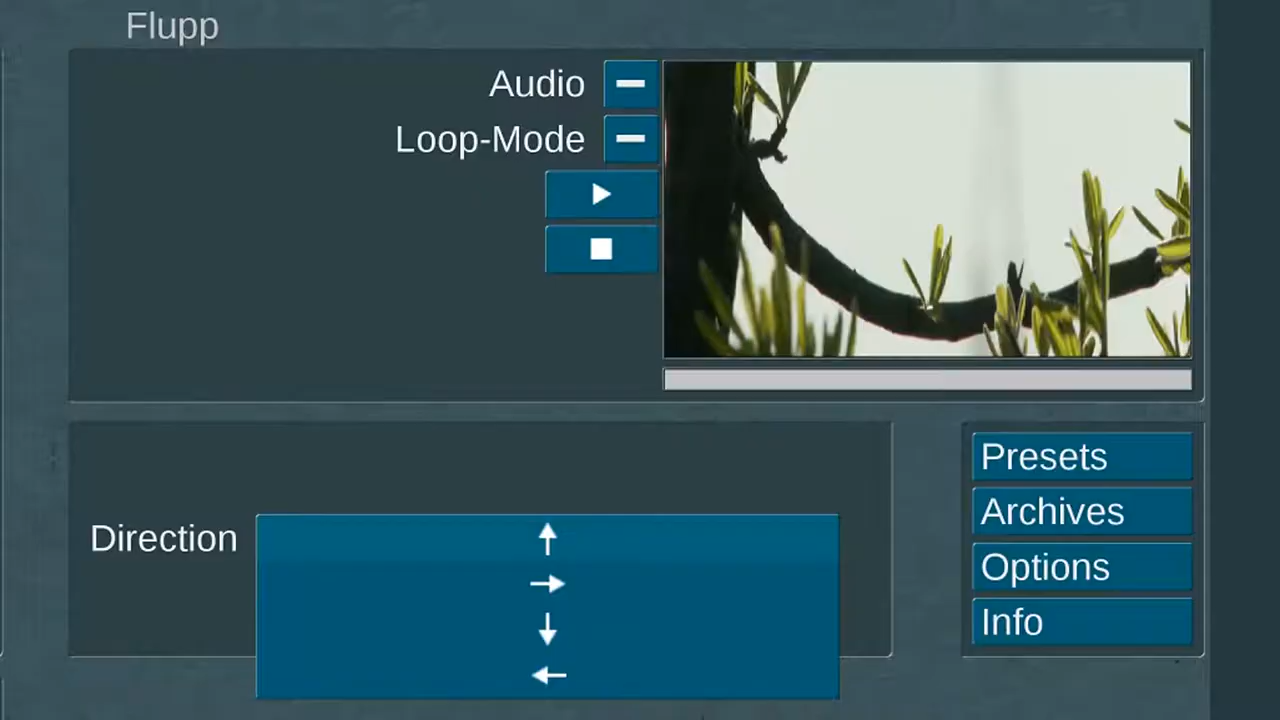 Flupp
Audio
Loop-Mode
Direction
↑
→
↓
←
Presets
Archives
Options
Info